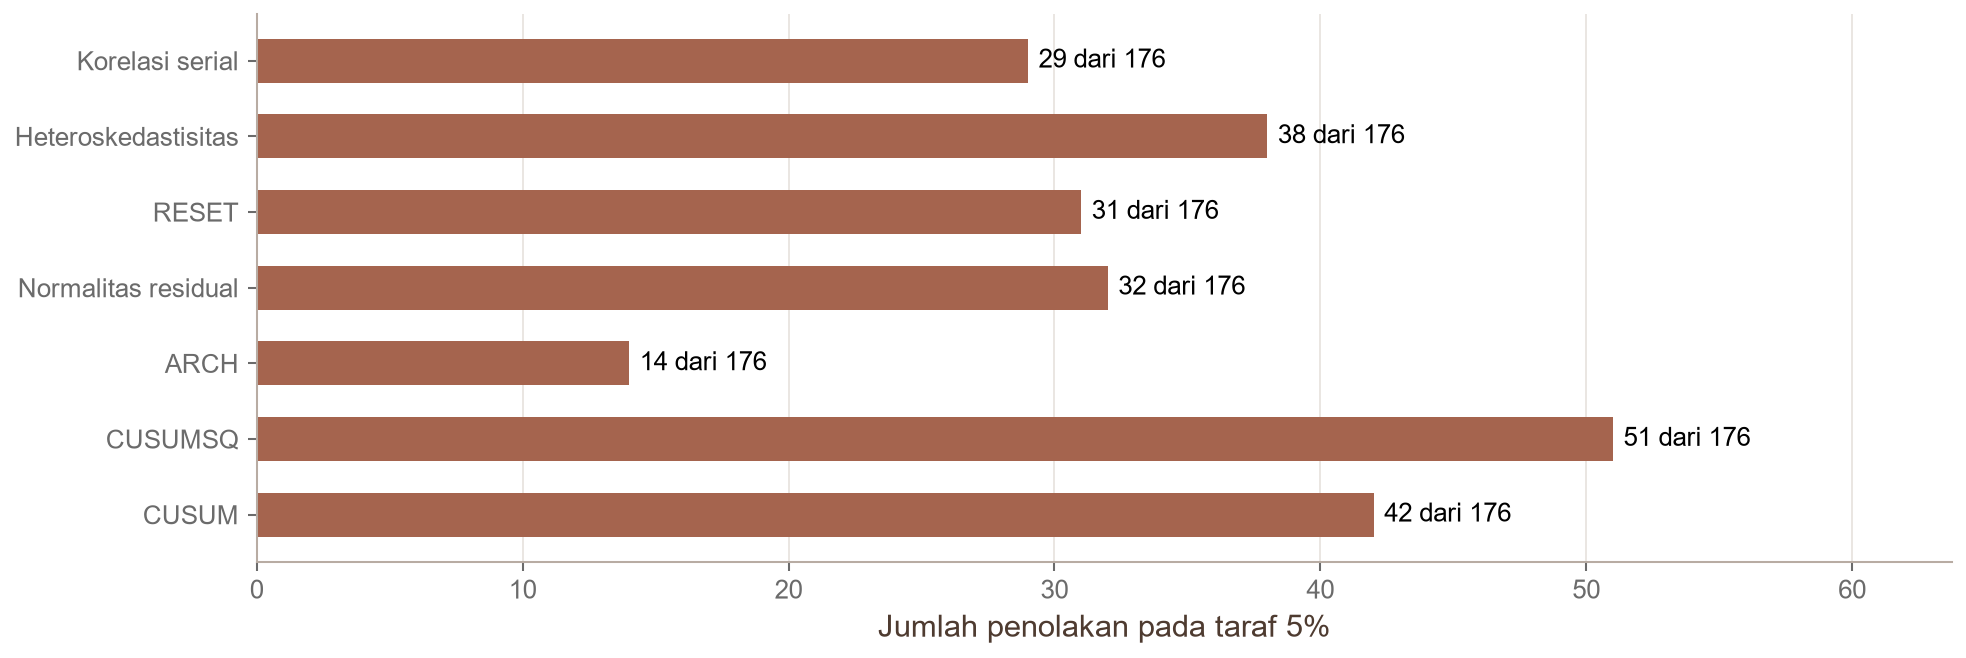 Korelasi serial
29 dari 176
Heteroskedastisitas
38 dari 176
RESET
31 dari 176
Normalitas residual
32 dari 176
ARCH
14 dari 176
CUSUMSQ
51 dari 176
CUSUM
42 dari 176
0 10 20 30 40 50 60
Jumlah penolakan pada taraf 5%